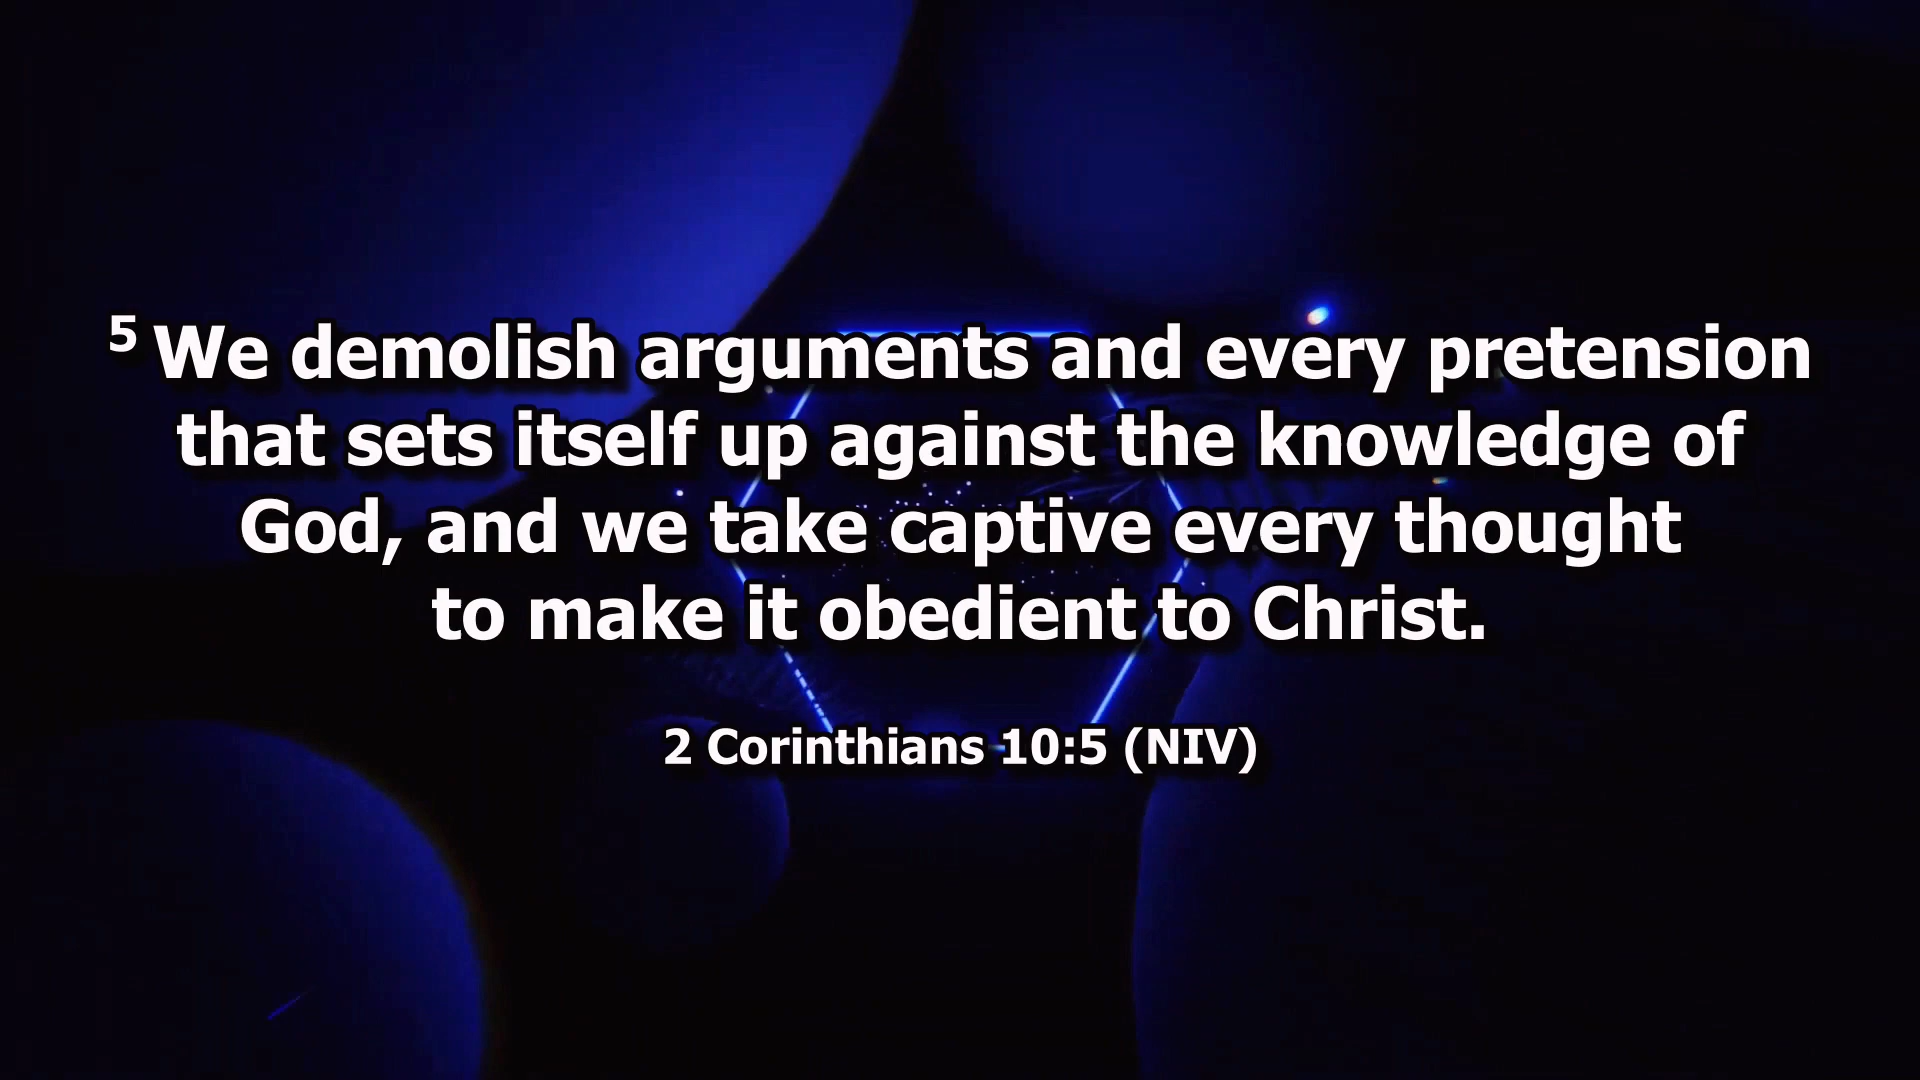 5 We demolish arguments and every pretension
that sets itself up against the knowledge of
God, and we take captive every thought
to make it obedient to Christ.
2 Corinthians 10:5 (NIV)